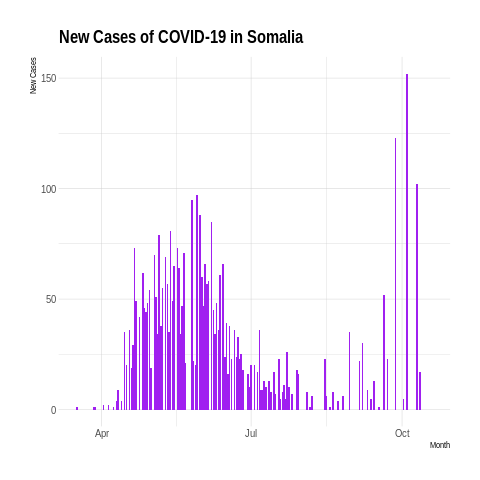 New Cases of COVID-19 in Somalia
New Cases
150
100
50
0
Apr
Jul
Oct
Month